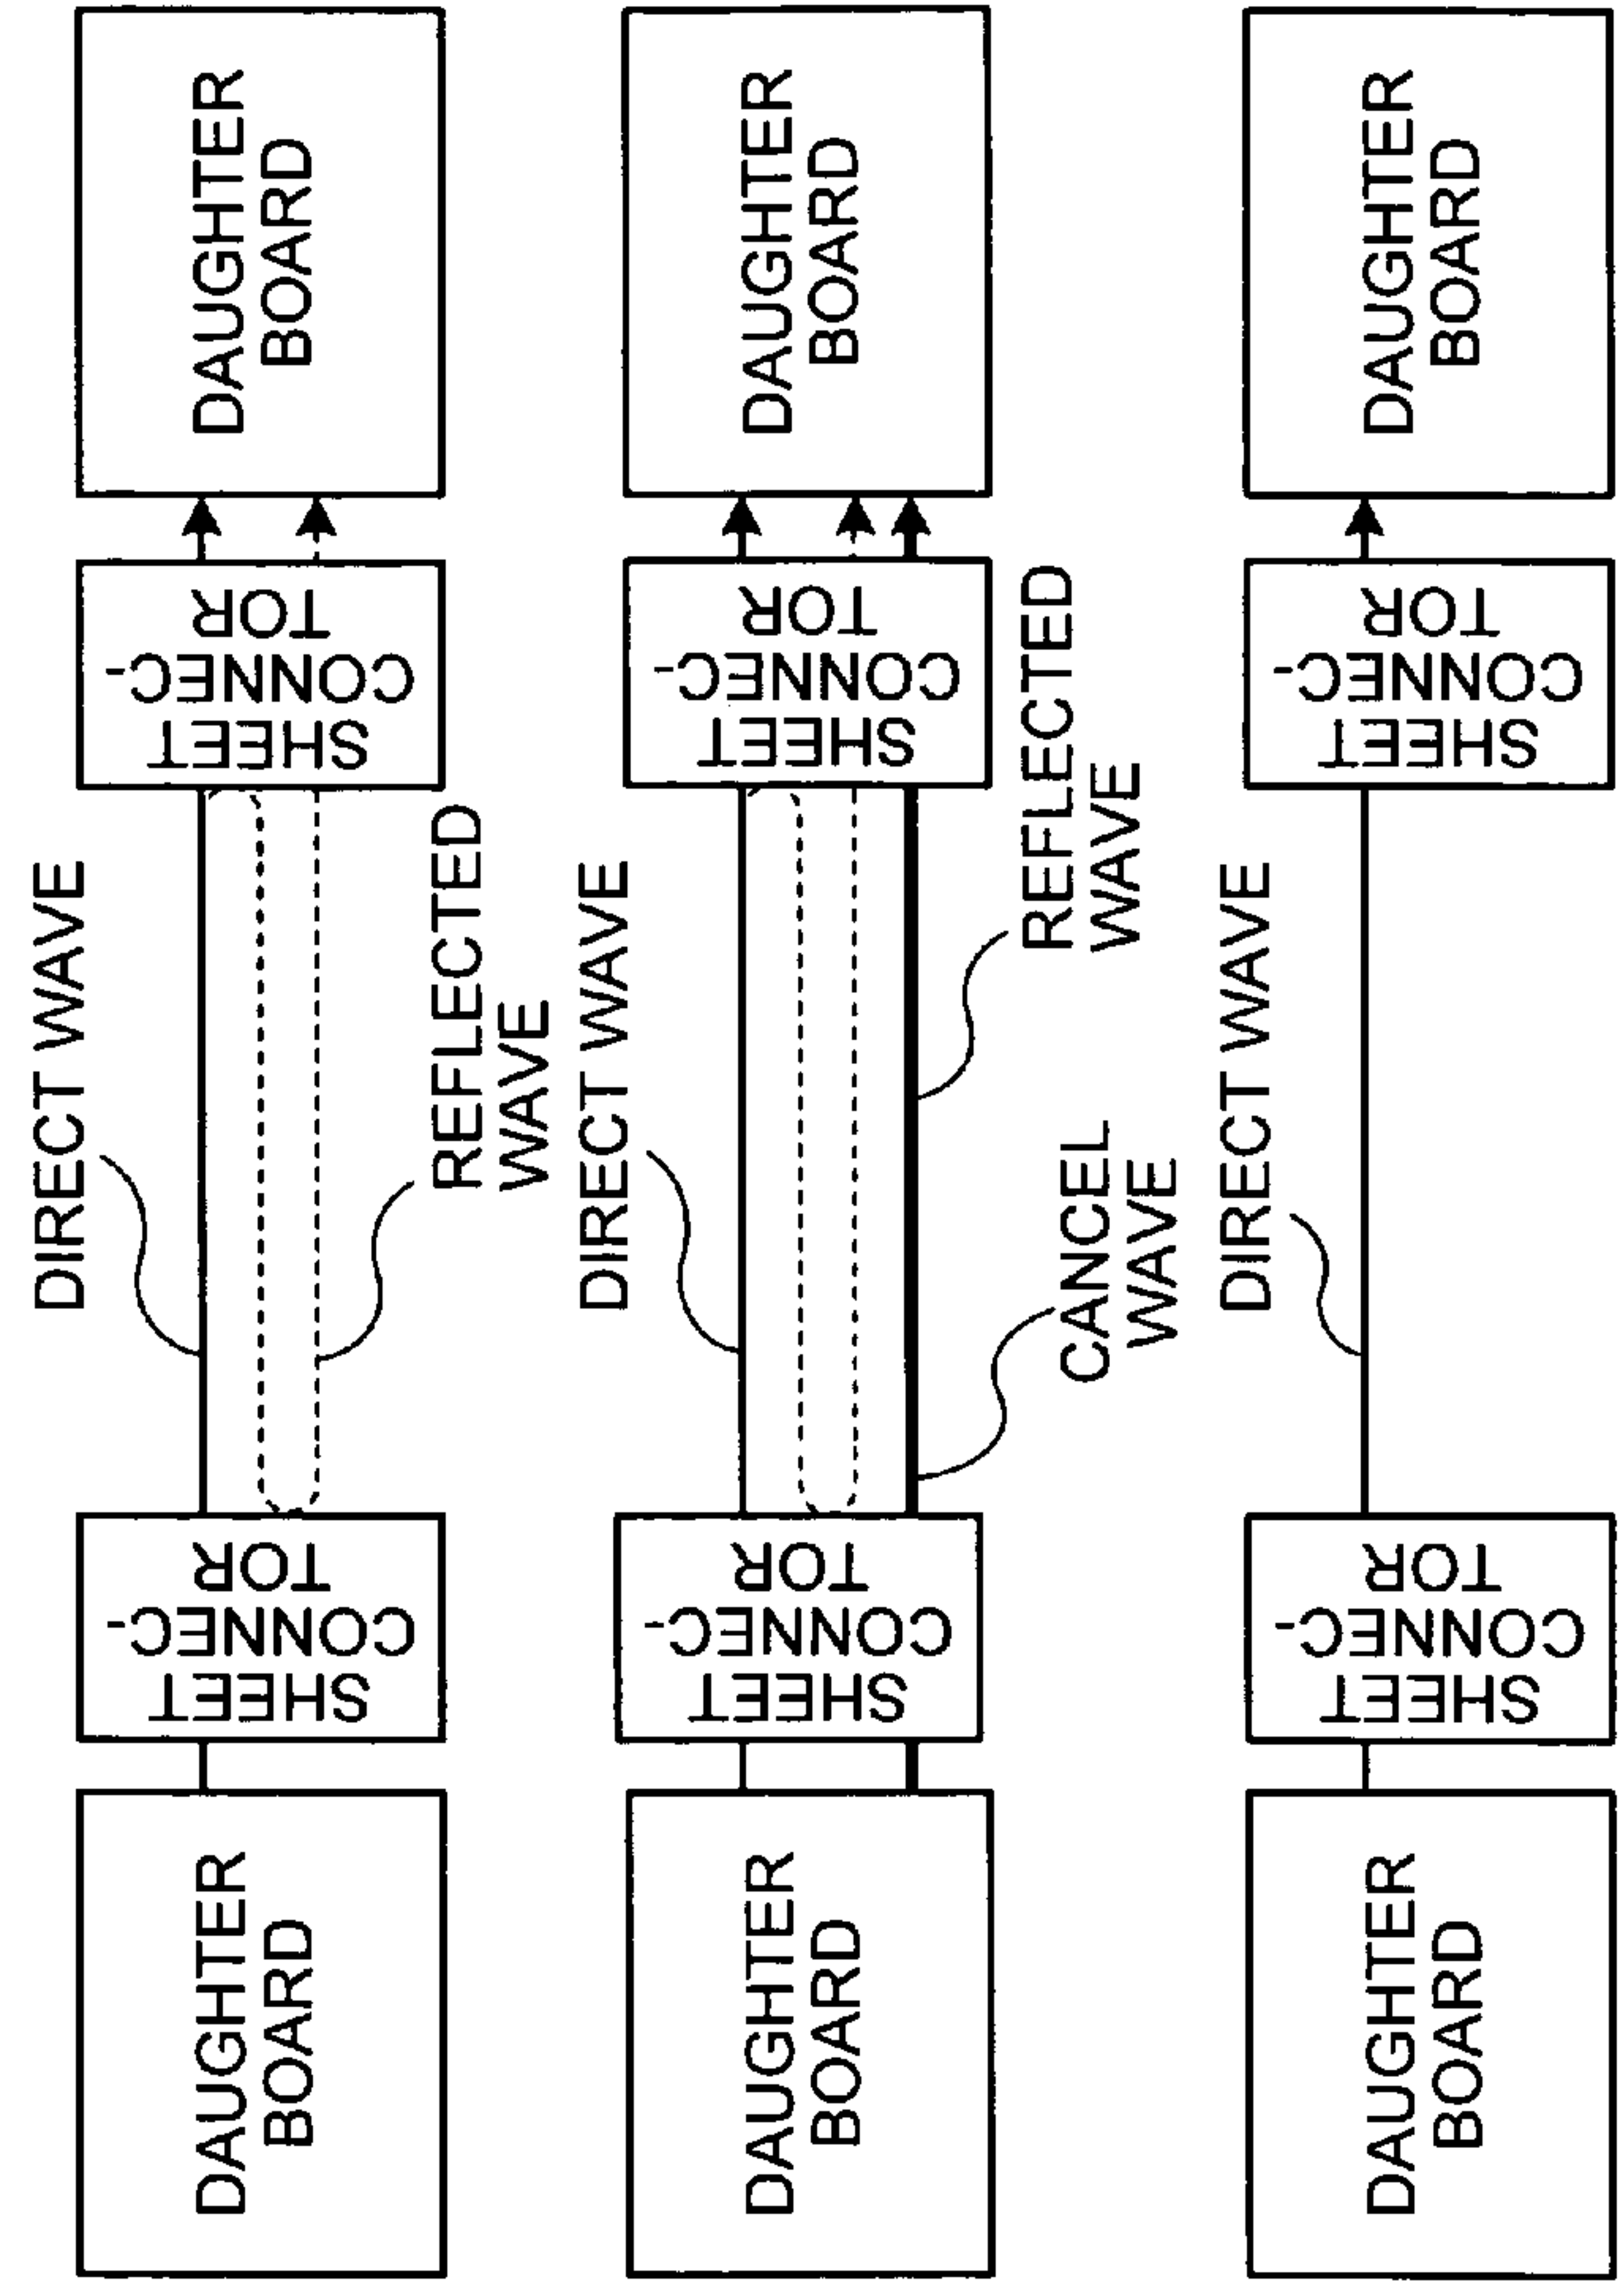 DAUGHTER
BOARD
SHEET
CONNEC-
TOR
DIRECT WAVE
REFLECTED
WAVE
SHEET
CONNEC-
TOR
DAUGHTER
BOARD
DAUGHTER
BOARD
SHEET
CONNEC-
TOR
DIRECT WAVE
CANCEL
WAVE
REFLECTED
WAVE
SHEET
CONNEC-
TOR
DAUGHTER
BOARD
DAUGHTER
BOARD
SHEET
CONNEC-
TOR
DIRECT WAVE
SHEET
CONNEC-
TOR
DAUGHTER
BOARD